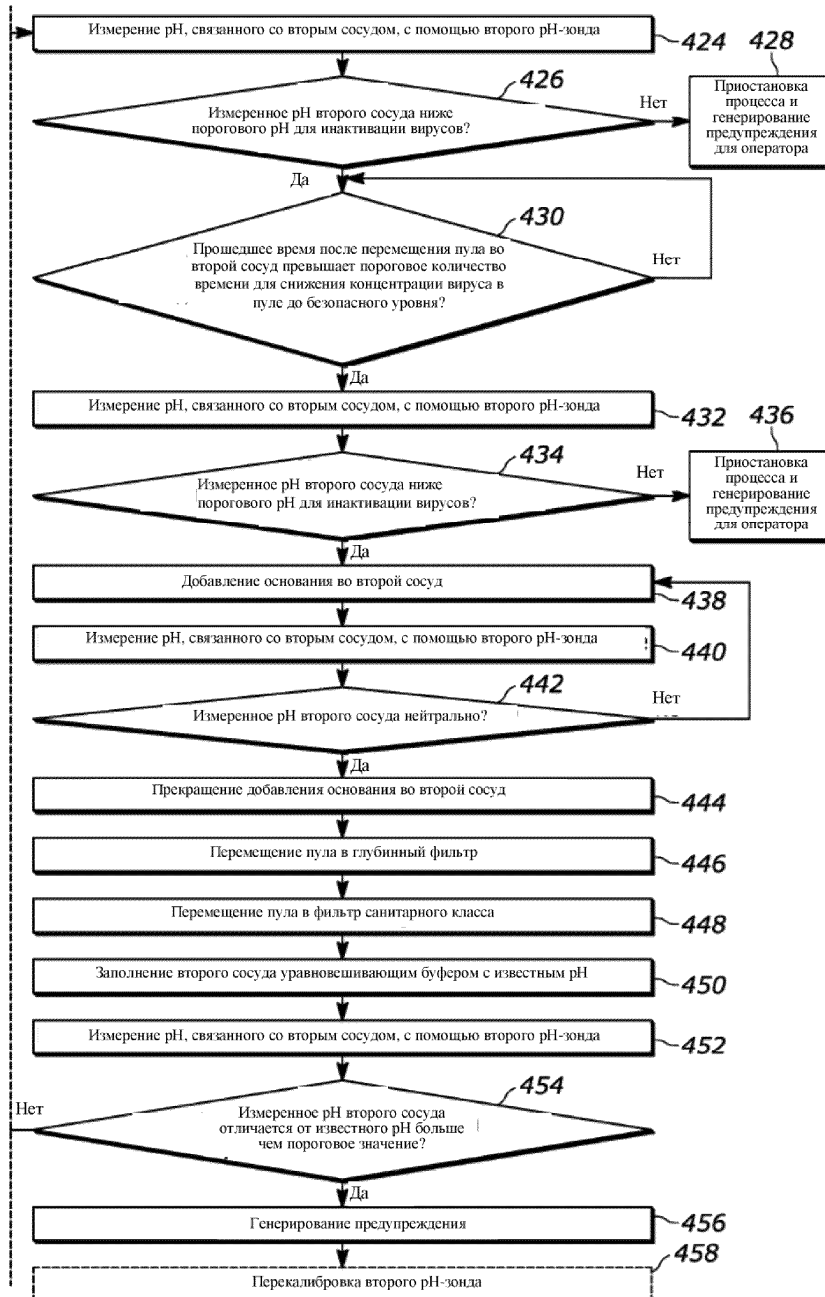 Измерение pH, связанного со вторым сосудом, с помощью второго pH-зонда
424
426
428
Измеренное pH второго сосуда ниже
порогового pH для инактивации вирусов?
Нет
Приостановка
процесса и
генерирование
предупреждения
для оператора
Да
430
Прошедшее время после перемещения пула во
второй сосуд превышает пороговое количество
времени для снижения концентрации вируса в
пуле до безопасного уровня?
Нет
Да
Измерение pH, связанного со вторым сосудом, с помощью второго pH-зонда
432
434
436
Измеренное pH второго сосуда ниже
порогового pH для инактивации вирусов?
Нет
Приостановка
процесса и
генерирование
предупреждения
для оператора
Да
Добавление основания во второй сосуд
438
Измерение pH, связанного со вторым сосудом, с помощью второго pH-зонда
440
442
Измеренное pH второго сосуда нейтрально?
Нет
Да
Прекращение добавления основания во второй сосуд
444
Перемещение пула в глубинный фильтр
446
Перемещение пула в фильтр санитарного класса
448
Заполнение второго сосуда уравновешивающим буфером с известным pH
450
Измерение pH, связанного со вторым сосудом, с помощью второго pH-зонда
452
454
Нет
Измеренное pH второго сосуда
отличается от известного pH больше
чем пороговое значение?
Да
Генерирование предупреждения
456
458
Перекалибровка второго pH-зонда